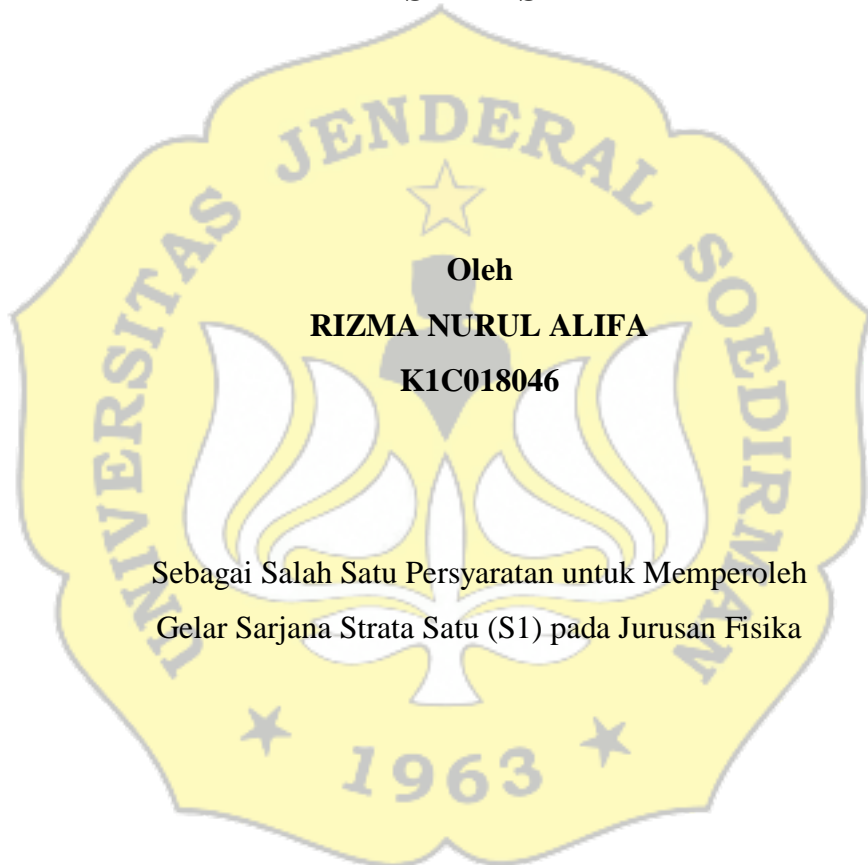 UNIVERSITAS JENDERAL SOEDIRMAN
Oleh
RIZMA NURUL ALIFA
K1C018046
Sebagai Salah Satu Persyaratan untuk Memperoleh
Gelar Sarjana Strata Satu (S1) pada Jurusan Fisika
1963